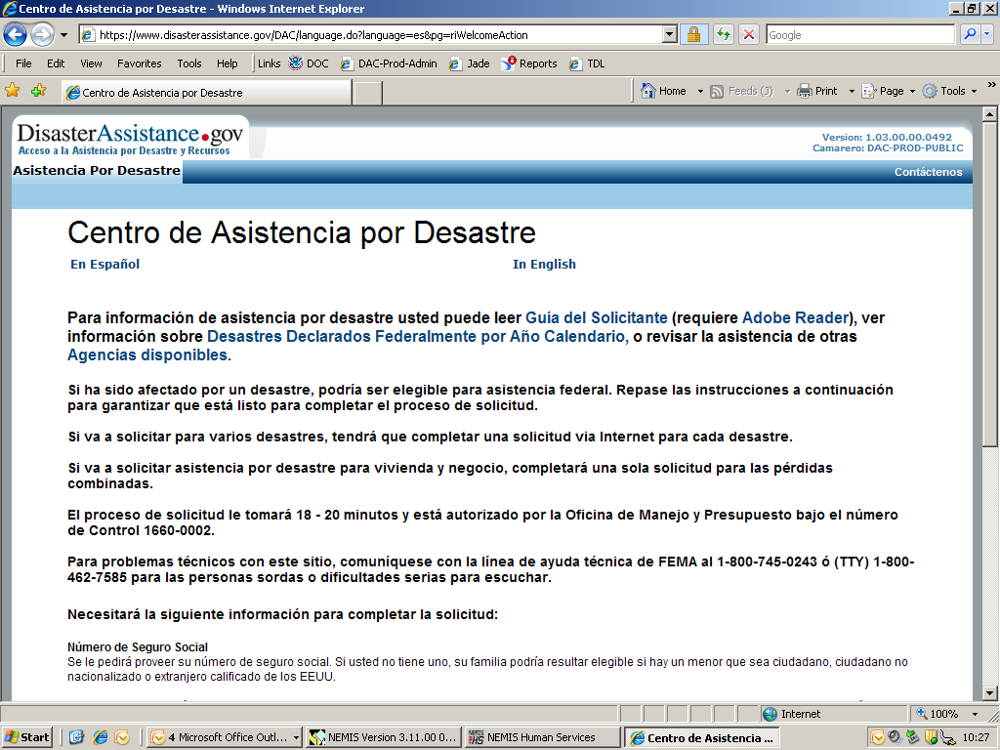 Centro de Asistencia por Desastre - Windows Internet Explorer
https://www.disasterassistance.gov/DAC/language.do?language=es&pg=riWelcomeAction
Google
File Edit View Favorites Tools Help Links DOC DAC-Prod-Admin Jade Reports TDL
Centro de Asistencia por Desastre Home Feeds (J) Print Page Tools
DisasterAssistance.gov
Acceso a la Asistencia por Desastre y Recursos
Version: 1.03.00.00.0492
Camarero: DAC-PROD-PUBLIC
Asistencia Por Desastre Contáctenos
Centro de Asistencia por Desastre
En Español In English
Para información de asistencia por desastre usted puede leer Guía del Solicitante (requiere Adobe Reader), ver
información sobre Desastres Declarados Federalmente por Año Calendario, o revisar la asistencia de otras
Agencias disponibles.
Si ha sido afectado por un desastre, podría ser elegible para asistencia federal. Repase las instrucciones a continuación
para garantizar que está listo para completar el proceso de solicitud.
Si va a solicitar para varios desastres, tendrá que completar una solicitud via Internet para cada desastre.
Si va a solicitar asistencia por desastre para vivienda y negocio, completará una sola solicitud para las pérdidas
combinadas.
El proceso de solicitud le tomará 18 - 20 minutos y está autorizado por la Oficina de Manejo y Presupuesto bajo el número
de Control 1660-0002.
Para problemas técnicos con este sitio, comuníquese con la línea de ayuda técnica de FEMA al 1-800-745-0243 ó (TTY) 1-800-
462-7585 para las personas sordas o dificultades serias para escuchar.
Necesitará la siguiente información para completar la solicitud:
Número de Seguro Social
Se le pedirá proveer su número de seguro social. Si usted no tiene uno, su familia podría resultar elegible si hay un menor que sea ciudadano, ciudadano no
nacionalizado o extranjero calificado de los EEUU.
Internet 100%
Start 4 Microsoft Office Outl... NEMIS Version 3.11.00 0... NEMIS Human Services Centro de Asistencia ... 10:27